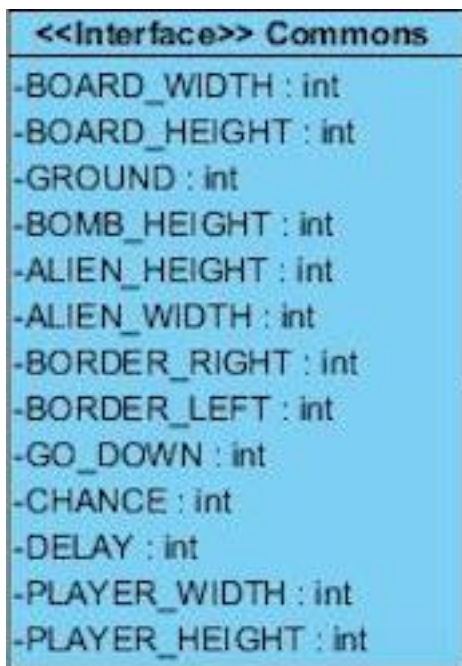 <<Interface>> Commons
-BOARD_WIDTH : int
-BOARD_HEIGHT : int
-GROUND : int
-BOMB_HEIGHT : int
-ALIEN_HEIGHT : int
-ALIEN_WIDTH : int
-BORDER_RIGHT : int
-BORDER_LEFT : int
-GO_DOWN : int
-CHANCE : int
-DELAY : int
-PLAYER_WIDTH : int
-PLAYER_HEIGHT : int